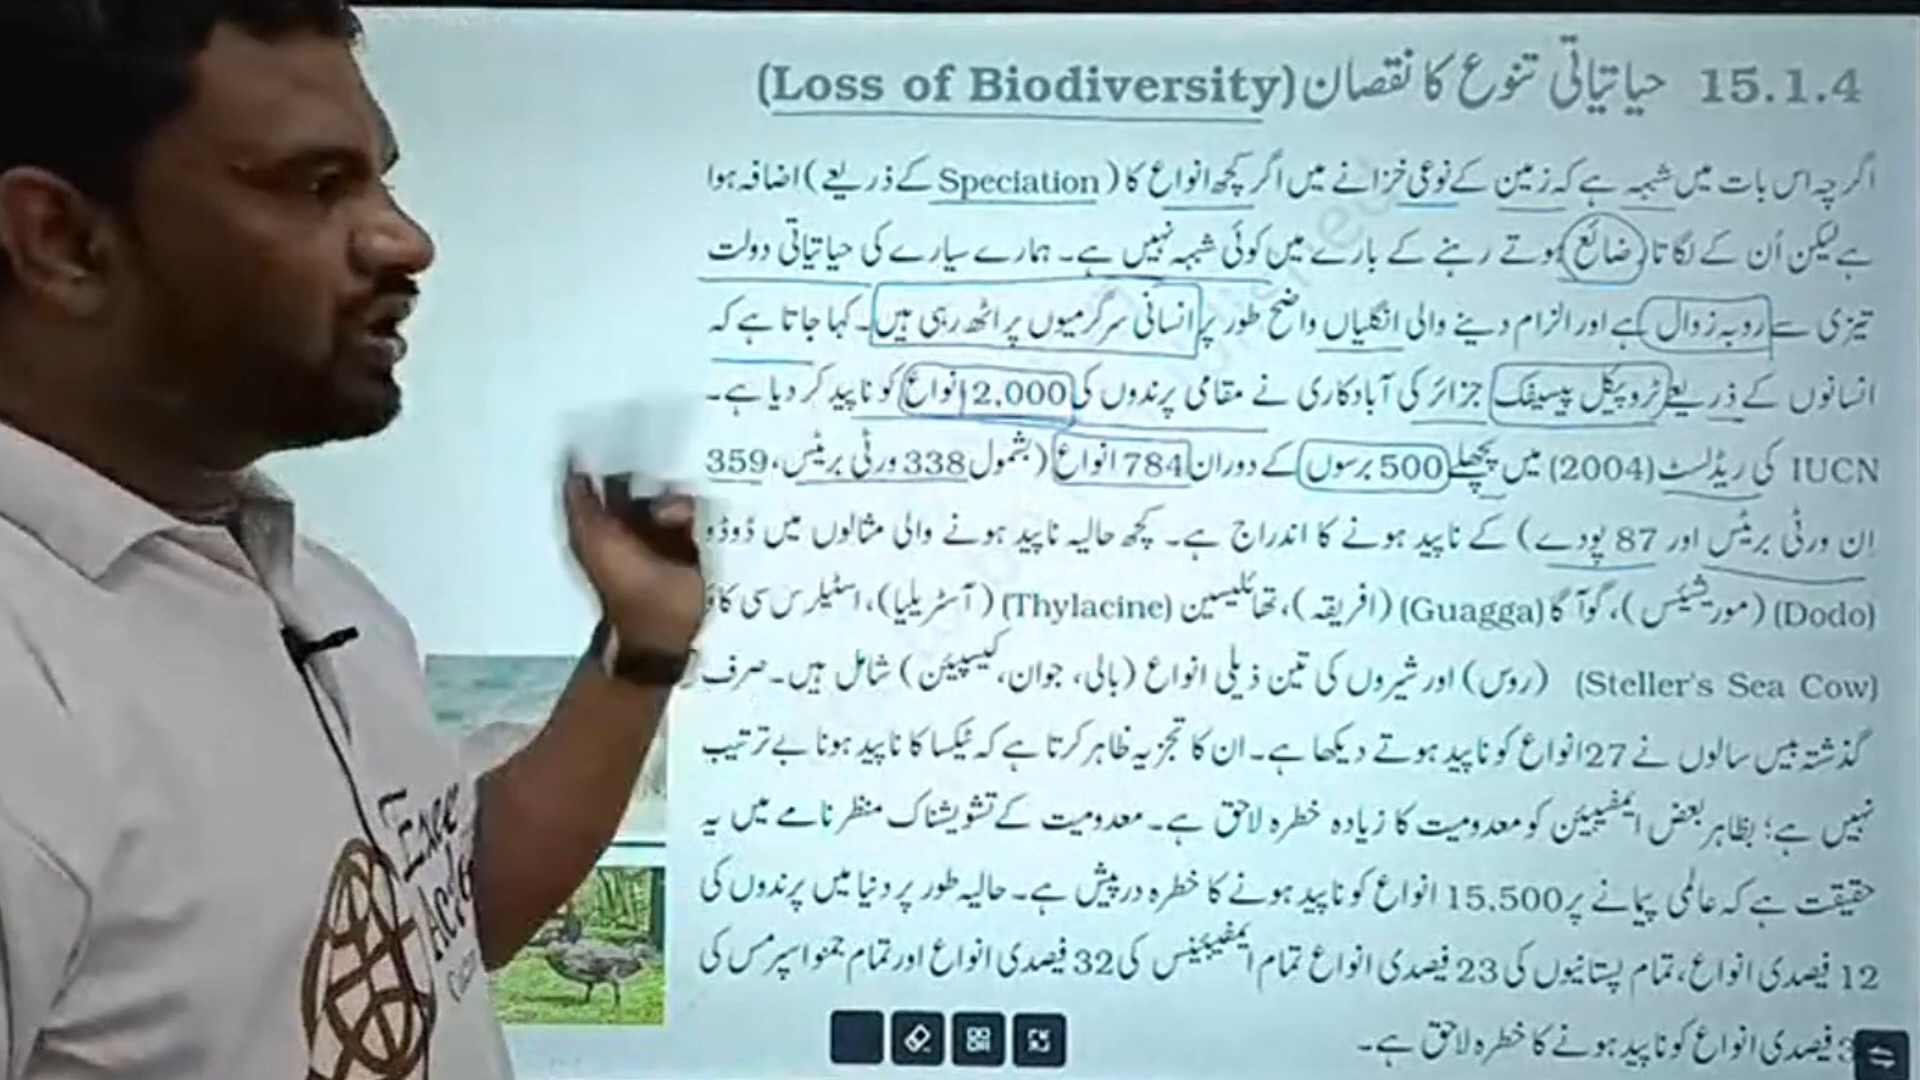 15.1.4 حیاتیاتی تنوع کا نقصان (Loss of Biodiversity)
اگرچہ اس بات میں شبہہ ہے کہ زمین کے نوعی خزانے میں اگر کچھ انواع کا (Speciation کے ذریعے) اضافہ ہوا
ہے لیکن اُن کے لگاتار ضائع ہوتے رہنے کے بارے میں کوئی شبہہ نہیں ہے۔ ہمارے سیارے کی حیاتیاتی دولت
تیزی سے روبہ زوال ہے اور الزام دینے والی انگلیاں واضح طور پر انسانی سرگرمیوں پر اٹھ رہی ہیں۔ کہا جاتا ہے کہ
انسانوں کے ذریعے ٹروپیکل پیسیفک جزائر کی آبادکاری نے مقامی پرندوں کی 2,000 انواع کو ناپید کر دیا ہے۔
IUCN کی ریڈلسٹ (2004) میں پچھلے 500 برسوں کے دوران 784 انواع (بشمول 338 ورٹی بریٹس، 359
اِن ورٹی بریٹس اور 87 پودے) کے ناپید ہونے کا اندراج ہے۔ کچھ حالیہ ناپید ہونے والی مثالوں میں ڈوڈو
(Dodo) (موریشیئس)، گوآگا (Guagga) (افریقہ)، تھائلیسین (Thylacine) (آسٹریلیا)، اسٹیلرس سی کاؤ
(Steller's Sea Cow) (روس) اور شیروں کی تین ذیلی انواع (بالی، جوان، کیسپیئن) شامل ہیں۔ صرف
گذشتہ بیس سالوں نے 27 انواع کو ناپید ہوتے دیکھا ہے۔ ان کا تجزیہ ظاہر کرتا ہے کہ ٹیکسا کا ناپید ہونا بے ترتیب
نہیں ہے؛ بظاہر بعض ایمفیبیئن کو معدومیت کا زیادہ خطرہ لاحق ہے۔ معدومیت کے تشویشناک منظر نامے میں یہ
حقیقت ہے کہ عالمی پیمانے پر 15,500 انواع کو ناپید ہونے کا خطرہ درپیش ہے۔ حالیہ طور پر دنیا میں پرندوں کی
12 فیصدی انواع، تمام پستانیوں کی 23 فیصدی انواع تمام ایمفیبیئنس کی 32 فیصدی انواع اور تمام جمنواسپرمس کی
فیصدی انواع کو ناپید ہونے کا خطرہ لاحق ہے۔